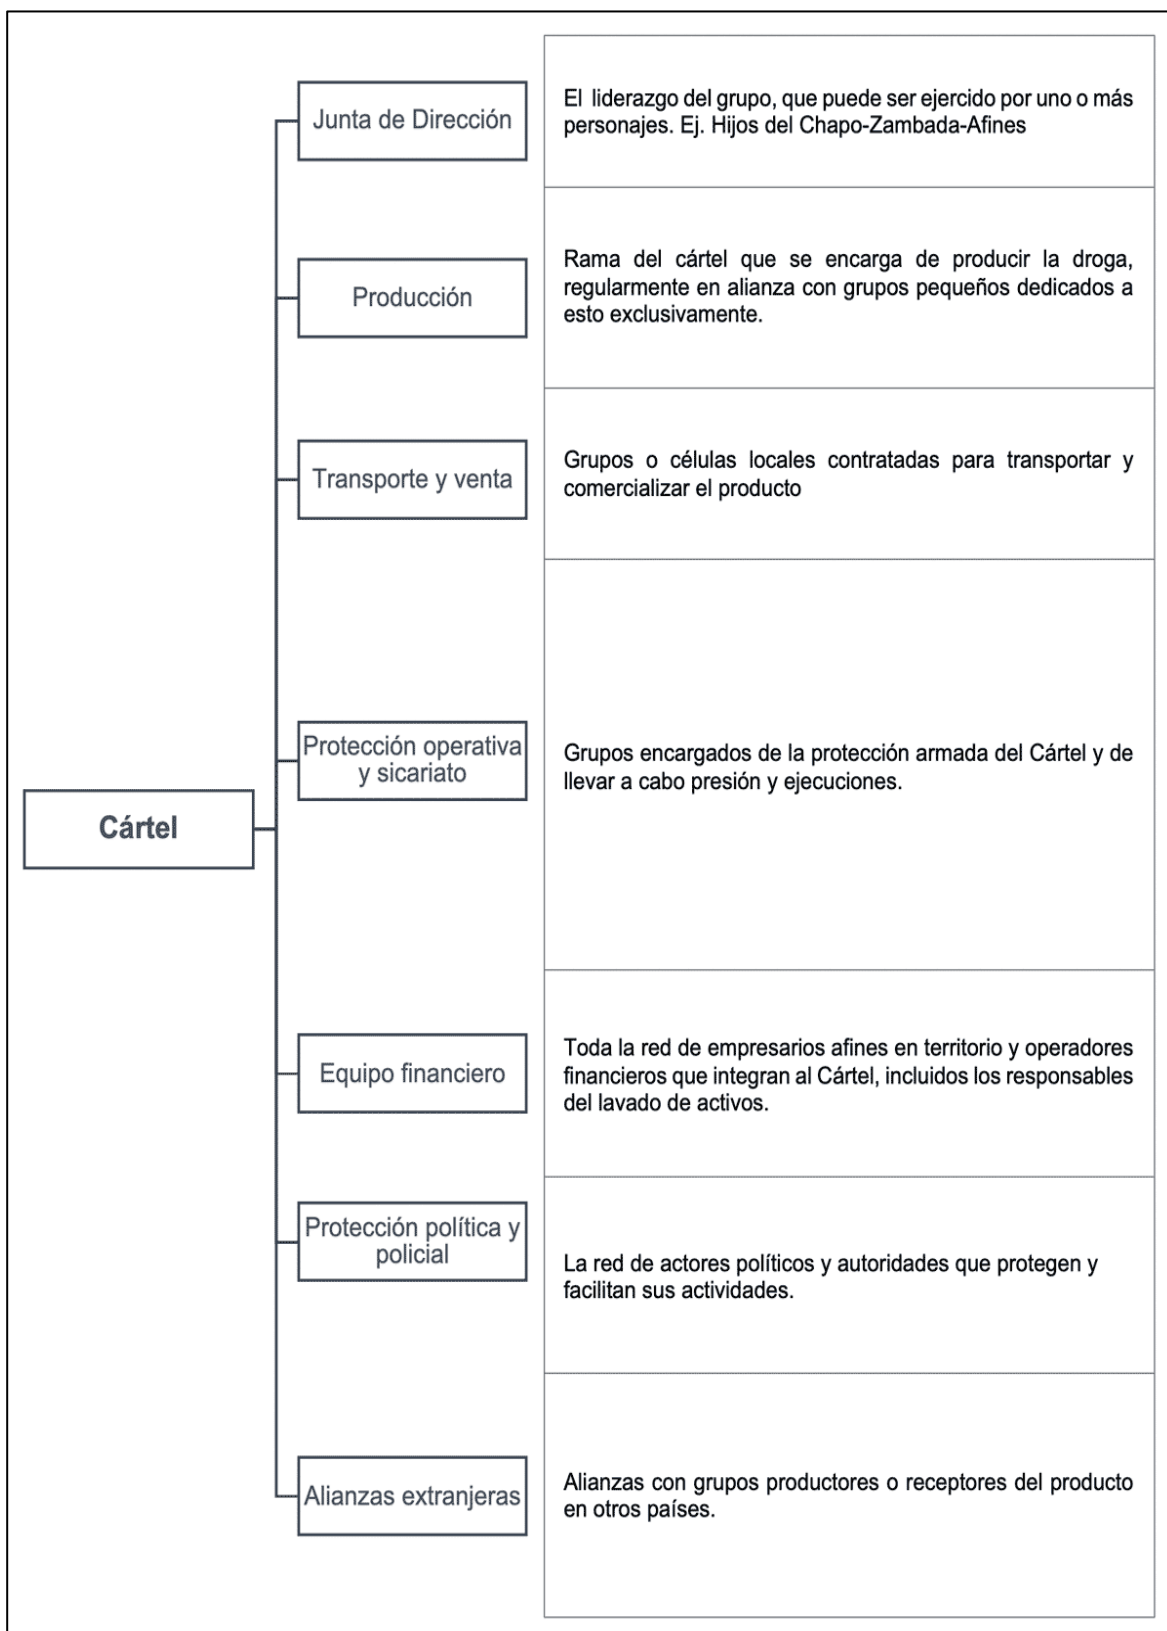 Junta de Dirección
El liderazgo del grupo, que puede ser ejercido por uno o más
personajes. Ej. Hijos del Chapo-Zambada-Afines
Producción
Rama del cártel que se encarga de producir la droga,
regularmente en alianza con grupos pequeños dedicados a
esto exclusivamente.
Transporte y venta
Grupos o células locales contratadas para transportar y
comercializar el producto
Protección operativa
y sicariato
Grupos encargados de la protección armada del Cártel y de
llevar a cabo presión y ejecuciones.
Cártel
Equipo financiero
Toda la red de empresarios afines en territorio y operadores
financieros que integran al Cártel, incluidos los responsables
del lavado de activos.
Protección política y
policial
La red de actores políticos y autoridades que protegen y
facilitan sus actividades.
Alianzas extranjeras
Alianzas con grupos productores o receptores del producto
en otros países.